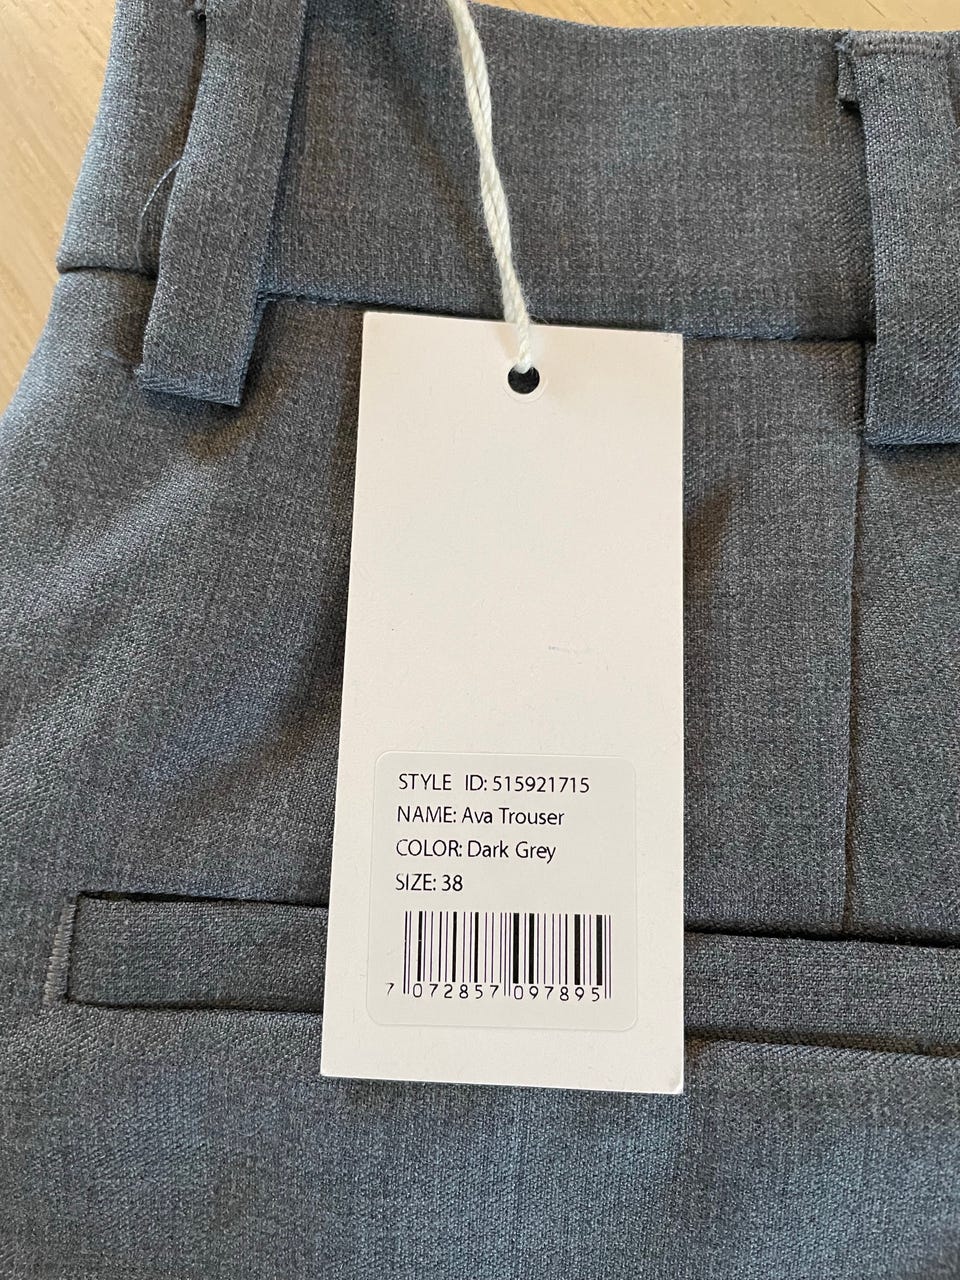 STYLE ID: 515921715
NAME: Ava Trouser
COLOR: Dark Grey
SIZE: 38
7 072857 097895